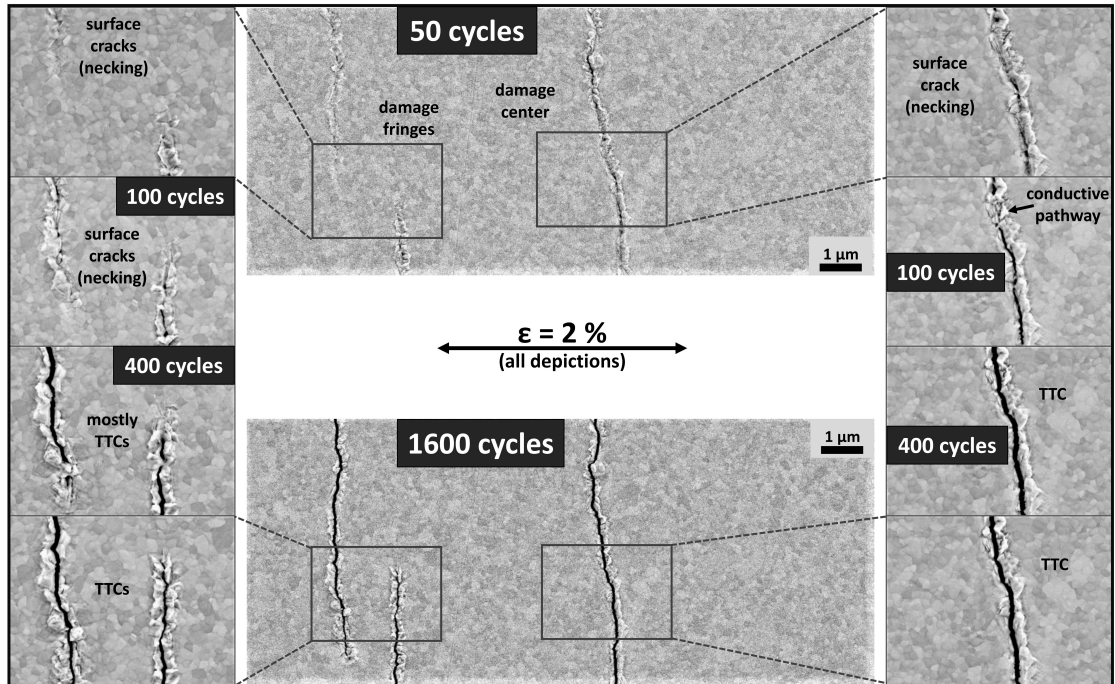 surface
cracks
(necking)
50 cycles
damage
fringes
damage
center
surface
crack
(necking)
1 µm
100 cycles
surface
cracks
(necking)
conductive
pathway
100 cycles
ε = 2 %
(all depictions)
400 cycles
mostly
TTCs
TTC
400 cycles
1600 cycles
1 µm
TTCs
TTC